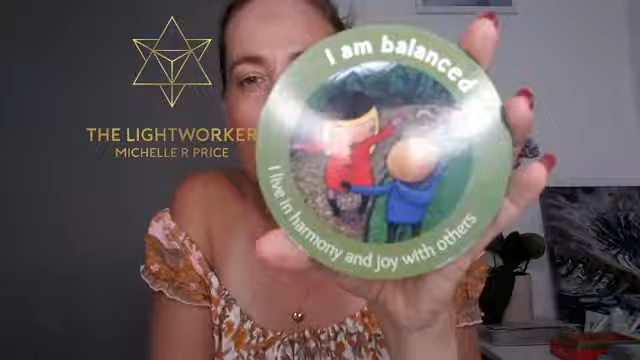 THE LIGHTWORKER
MICHELLE R PRICE
I am balanced
I live in harmony and joy with others